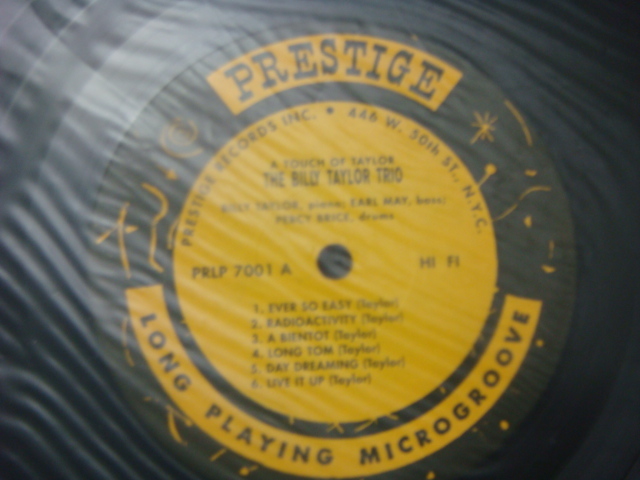 PRESTIGE
PRESTIGE RECORDS INC. • 446 W. 50th ST., N.Y.C.
A TOUCH OF TAYLOR
THE BILLY TAYLOR TRIO
BILLY TAYLOR, piano; EARL MAY, bass;
PERCY BRICE, drums
PRLP 7001 A
HI FI
1. EVER SO EASY (Taylor)
2. RADIOACTIVITY (Taylor)
3. A BIENTOT (Taylor)
4. LONG TOM (Taylor)
5. DAY DREAMING (Taylor)
6. LIVE IT UP (Taylor)
LONG PLAYING MICROGROOVE